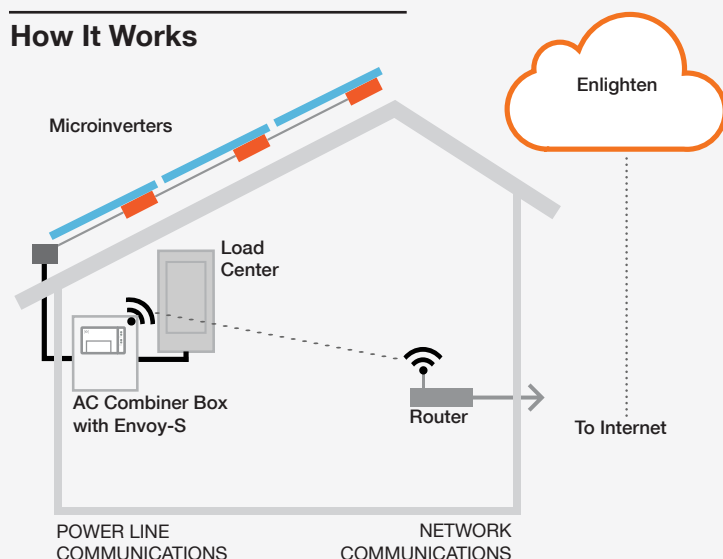 How It Works
Enlighten
Microinverters
Load
Center
AC Combiner Box
with Envoy-S
Router
To Internet
POWER LINE
COMMUNICATIONS
NETWORK
COMMUNICATIONS